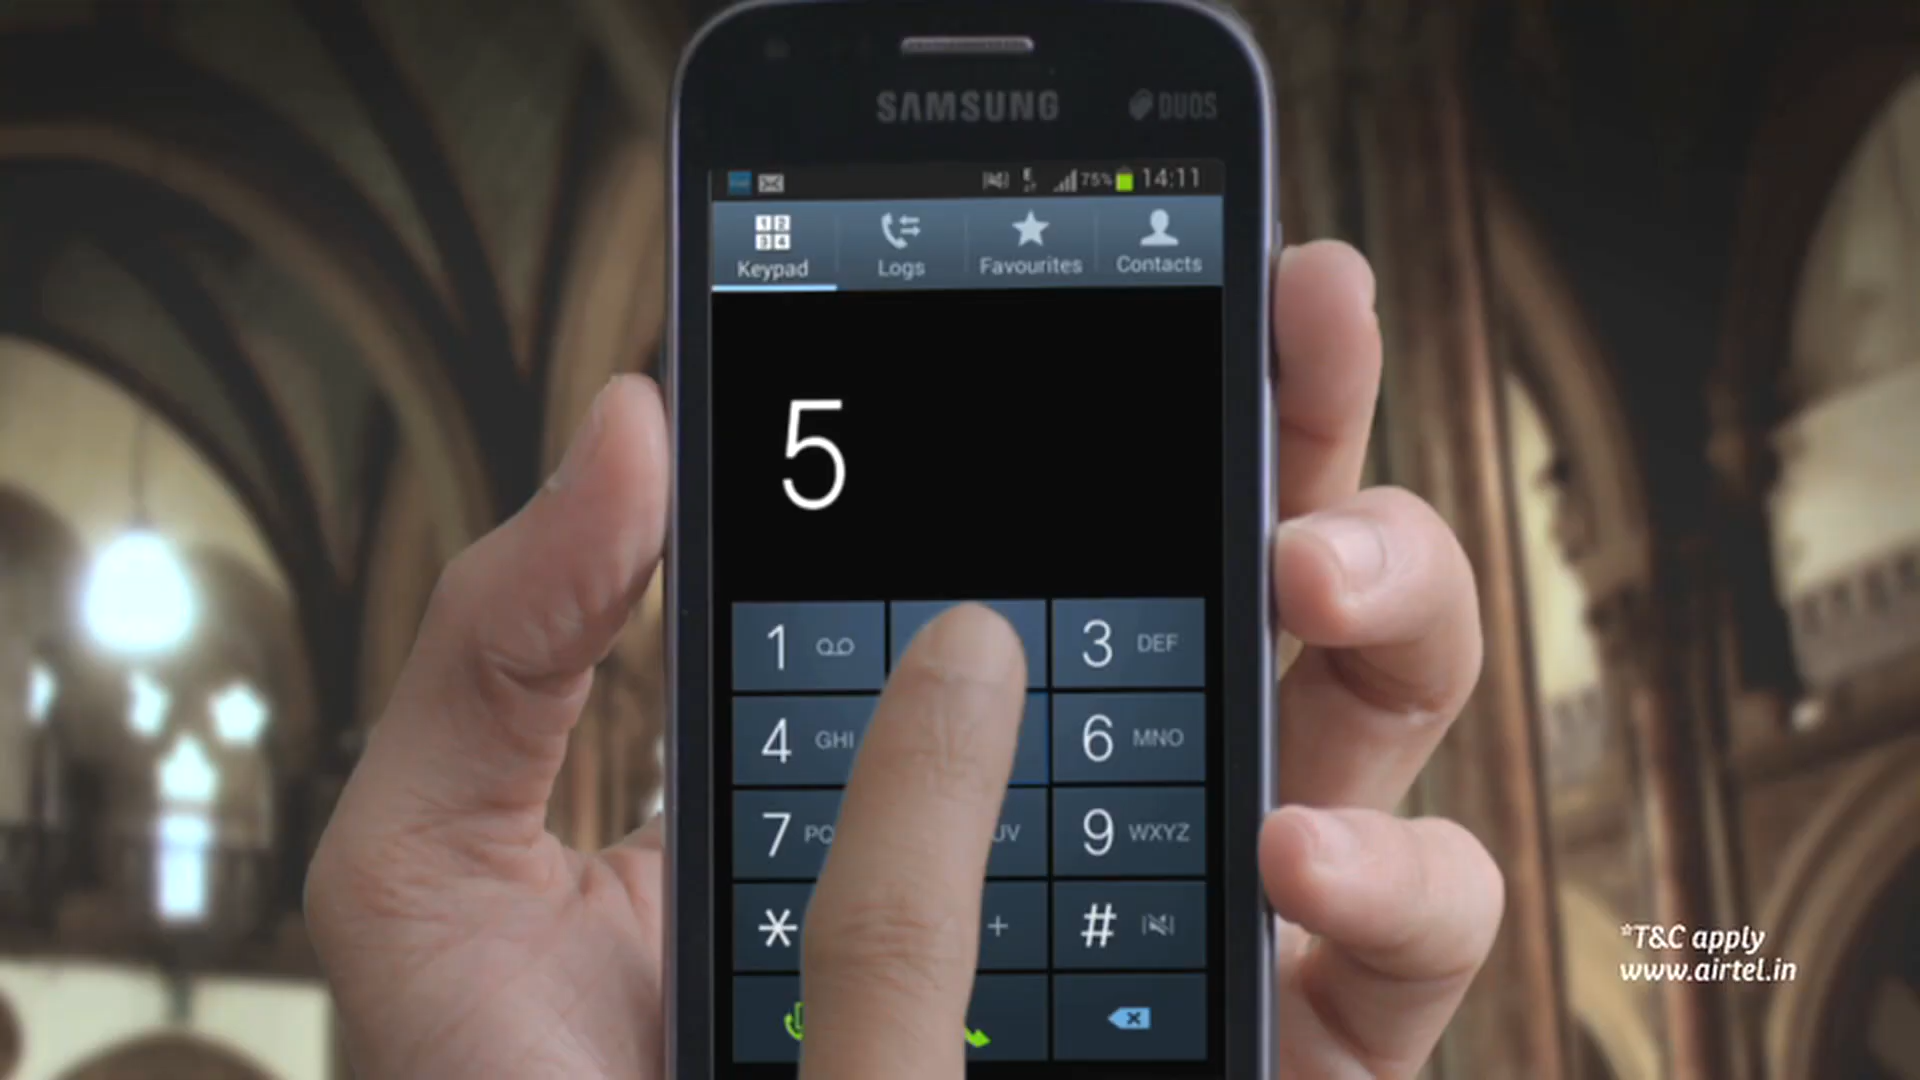 SAMSUNG DUOS
75% 14:11
Keypad Logs Favourites Contacts
5
1 3 DEF
4 GHI 6 MNO
7 9 WXYZ
* + #
*T&C apply
www.airtel.in